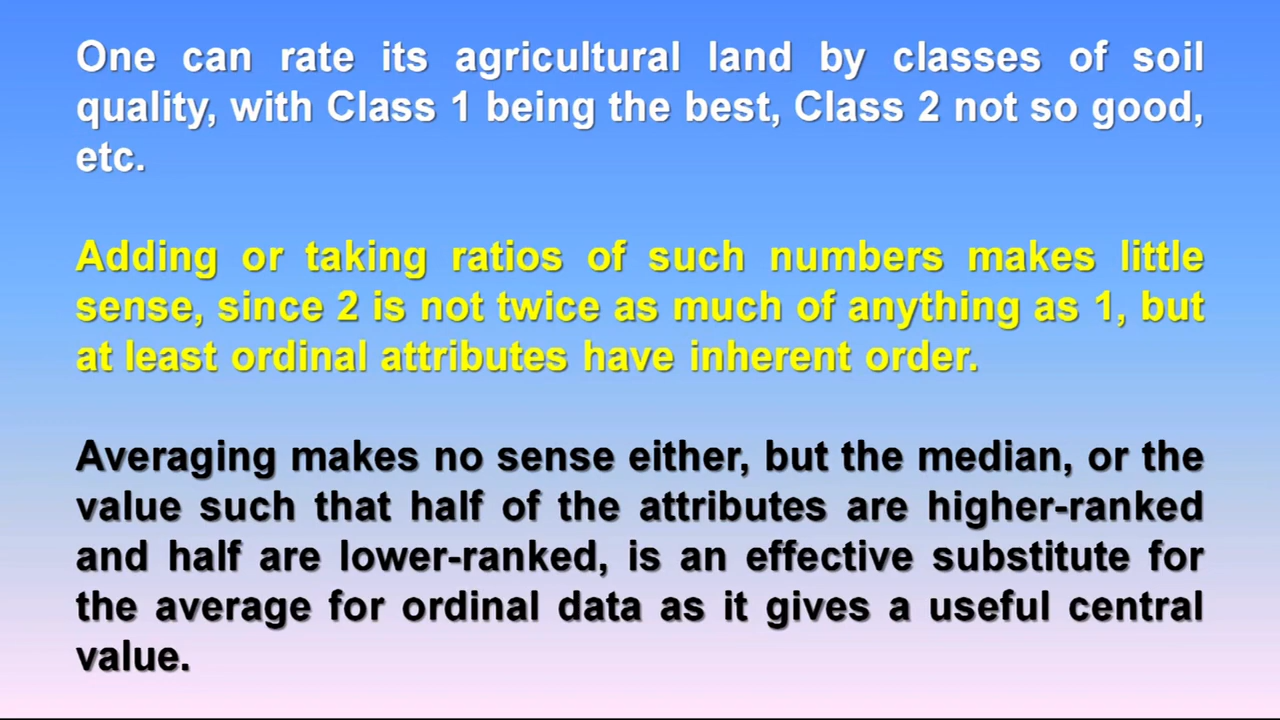 One can rate its agricultural land by classes of soil
quality, with Class 1 being the best, Class 2 not so good,
etc.
Adding or taking ratios of such numbers makes little
sense, since 2 is not twice as much of anything as 1, but
at least ordinal attributes have inherent order.
Averaging makes no sense either, but the median, or the
value such that half of the attributes are higher-ranked
and half are lower-ranked, is an effective substitute for
the average for ordinal data as it gives a useful central
value.